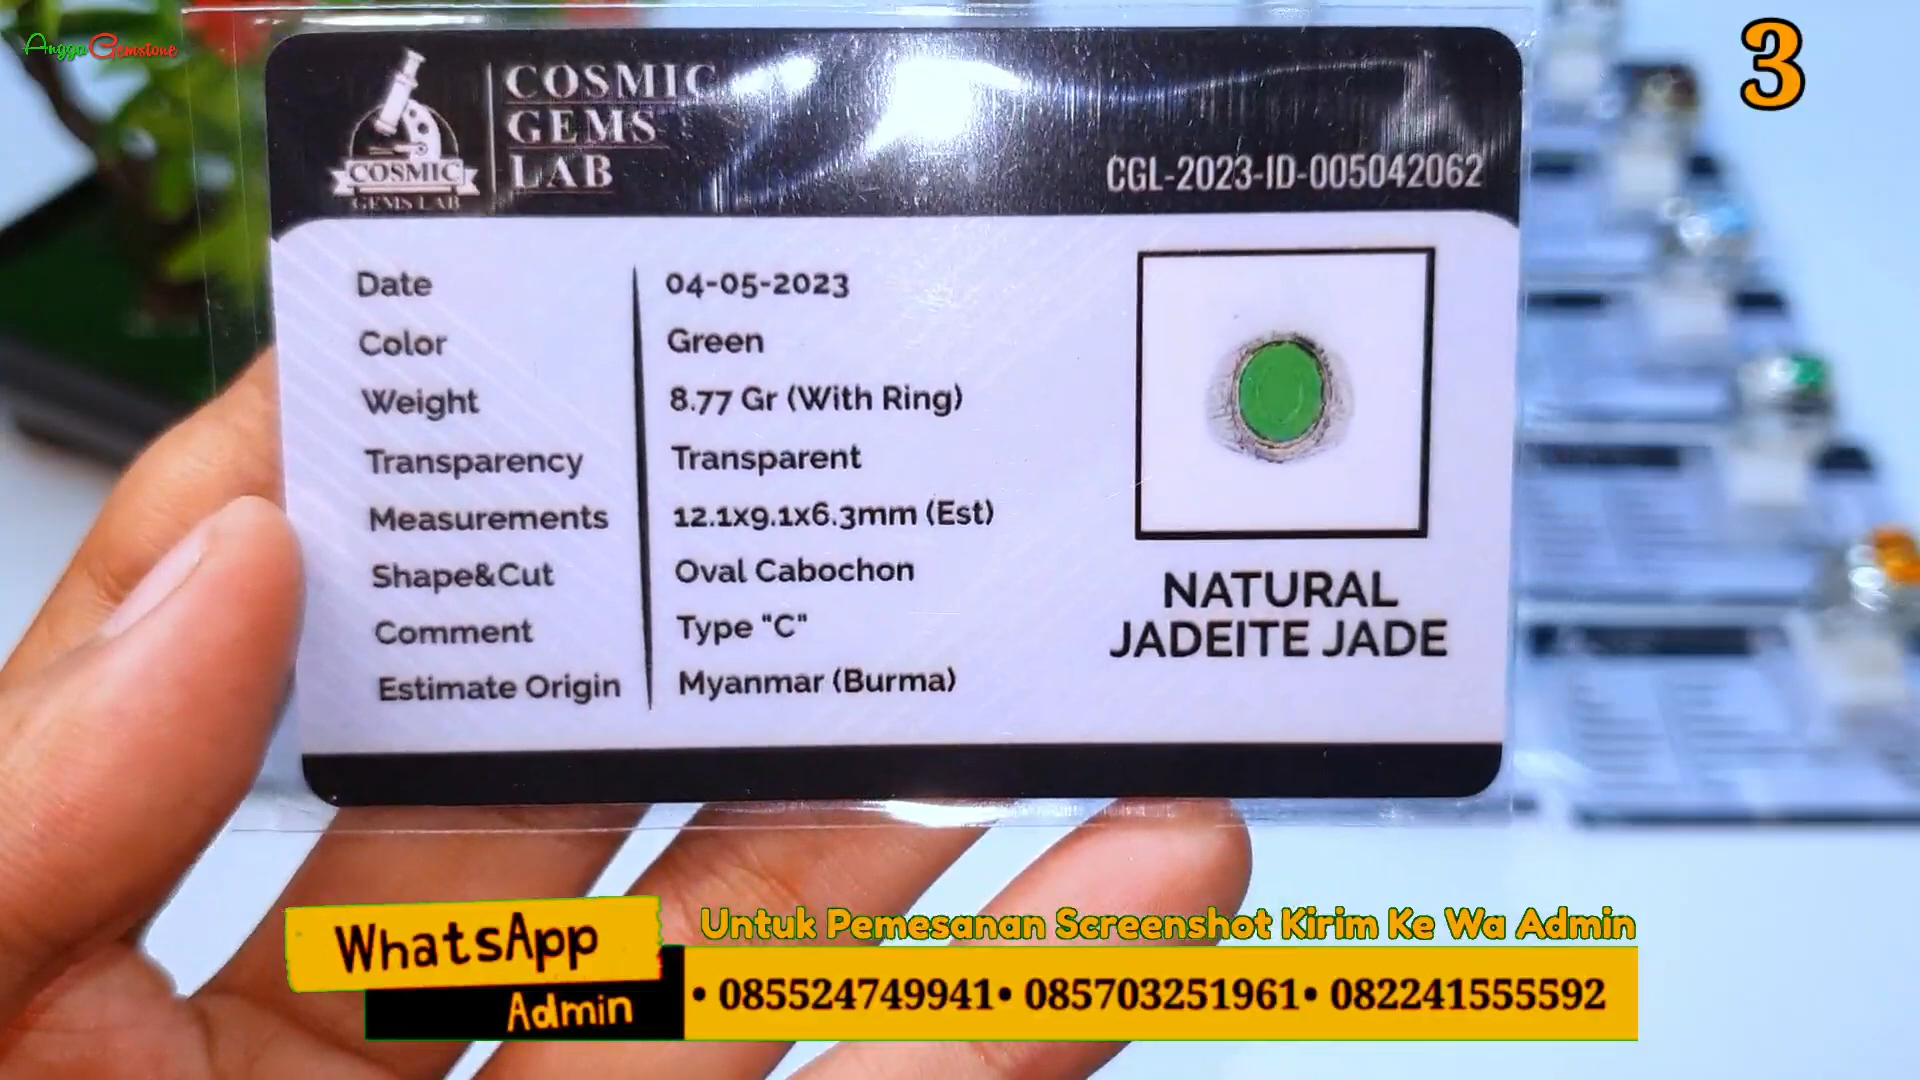 Angga Gemstone
3
COSMIC
GEMS LAB
COSMIC
GEMS
LAB
CGL-2023-ID-005042062
Date 04-05-2023
Color Green
Weight 8.77 Gr (With Ring)
Transparency Transparent
Measurements 12.1x9.1x6.3mm (Est)
Shape&Cut Oval Cabochon
Comment Type "C"
Estimate Origin Myanmar (Burma)
NATURAL
JADEITE JADE
WhatsApp
Admin
Untuk Pemesanan Screenshot Kirim Ke Wa Admin
• 085524749941• 085703251961• 082241555592